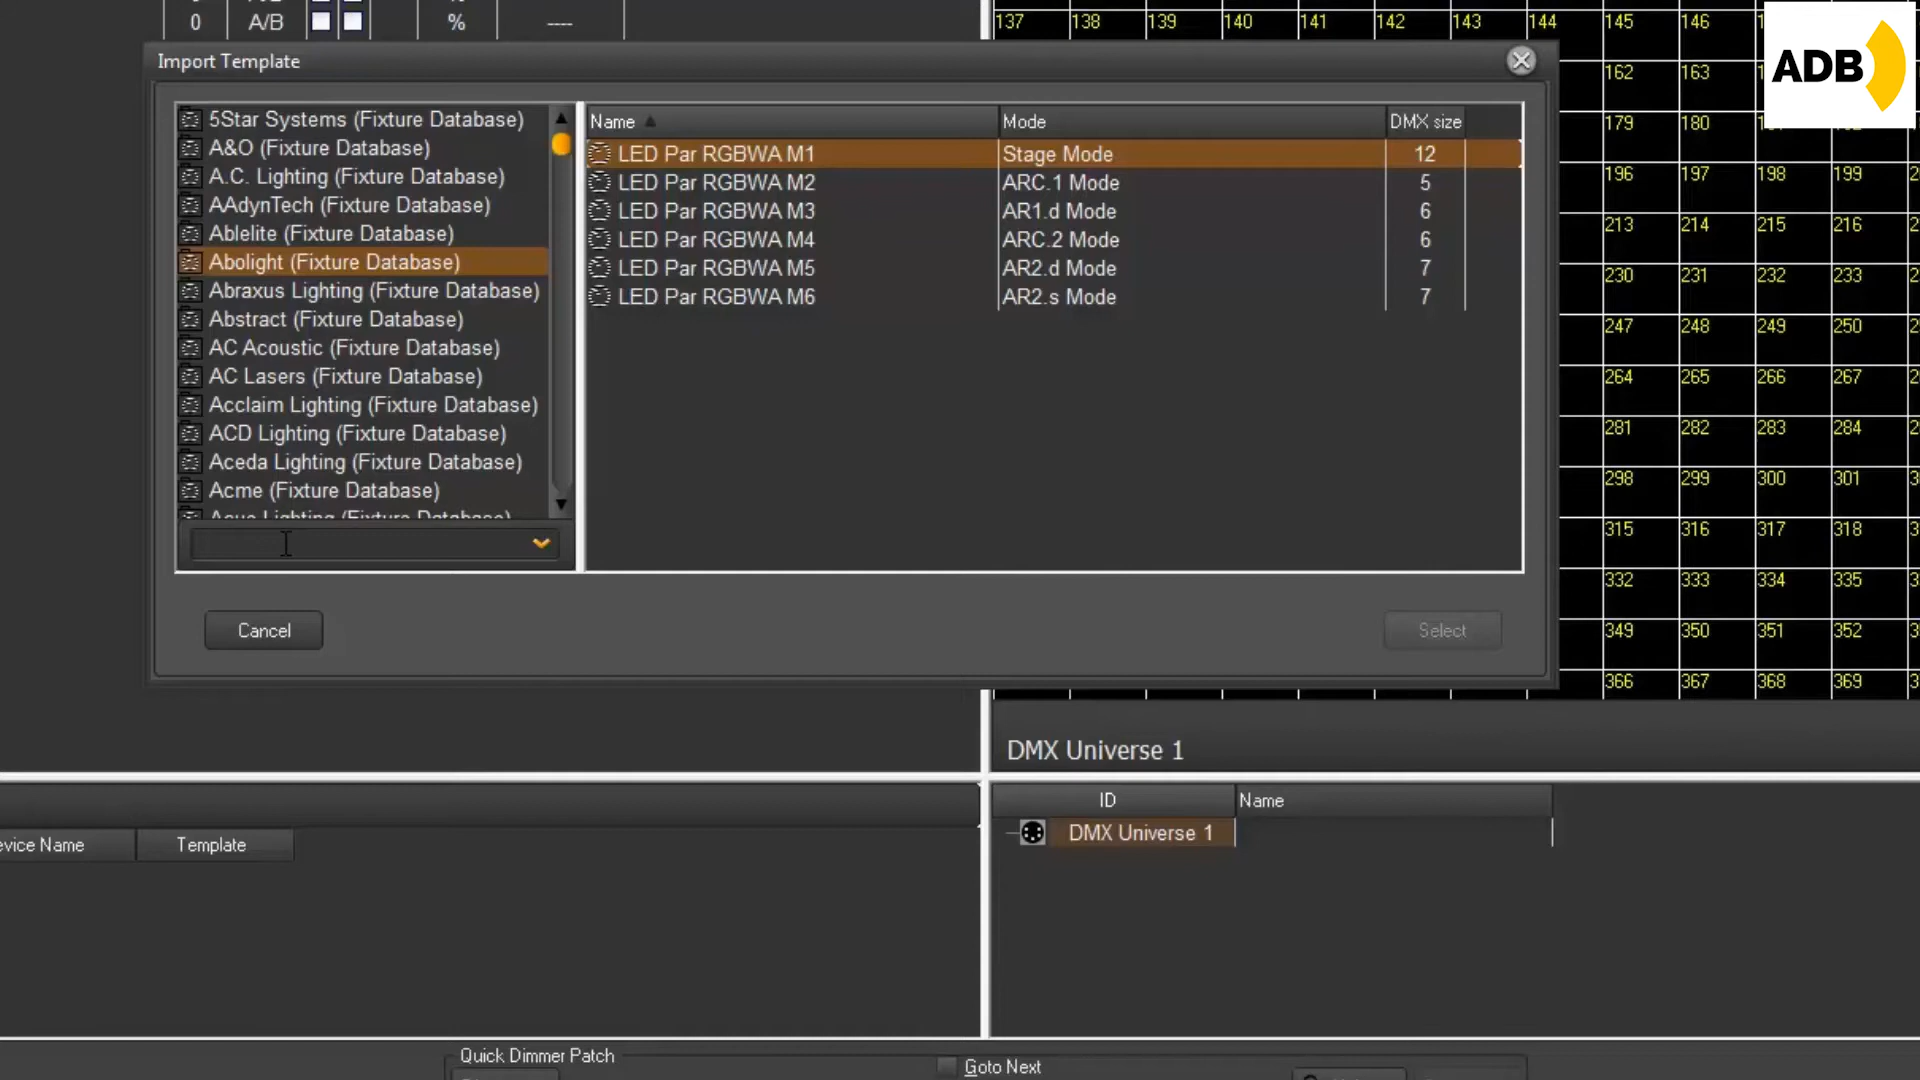 0 A/B % ----
Import Template
5Star Systems (Fixture Database)
A&O (Fixture Database)
A.C. Lighting (Fixture Database)
AAdynTech (Fixture Database)
Ablelite (Fixture Database)
Abolight (Fixture Database)
Abraxus Lighting (Fixture Database)
Abstract (Fixture Database)
AC Acoustic (Fixture Database)
AC Lasers (Fixture Database)
Acclaim Lighting (Fixture Database)
ACD Lighting (Fixture Database)
Aceda Lighting (Fixture Database)
Acme (Fixture Database)
Name Mode DMX size
LED Par RGBWA M1 Stage Mode 12
LED Par RGBWA M2 ARC.1 Mode 5
LED Par RGBWA M3 AR1.d Mode 6
LED Par RGBWA M4 ARC.2 Mode 6
LED Par RGBWA M5 AR2.d Mode 7
LED Par RGBWA M6 AR2.s Mode 7
Cancel
Select
137 138 139 140 141 142 143 144 145 146
162 163
179 180
196 197 198 199
213 214 215 216
230 231 232 233
247 248 249 250
264 265 266 267
281 282 283 284
298 299 300 301
315 316 317 318
332 333 334 335
349 350 351 352
366 367 368 369
ADB
DMX Universe 1
ID Name
DMX Universe 1
evice Name Template
Quick Dimmer Patch
Goto Next